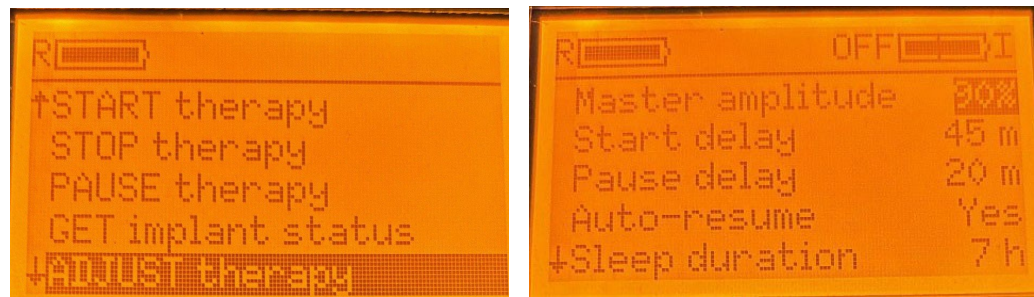 R
↑START therapy
STOP therapy
PAUSE therapy
GET implant status
↓ADJUST therapy
R OFF I
Master amplitude 90%
Start delay 45 m
Pause delay 20 m
Auto-resume Yes
↓Sleep duration 7 h